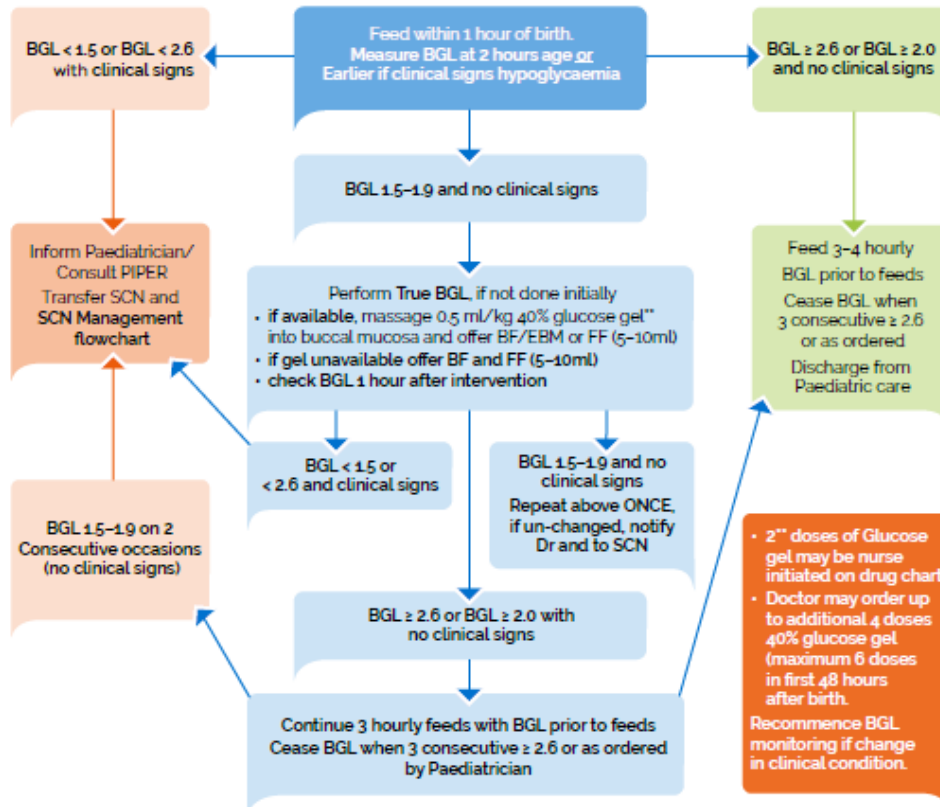 BGL < 1.5 or BGL < 2.6
with clinical signs
Feed within 1 hour of birth.
Measure BGL at 2 hours age or
Earlier if clinical signs hypoglycaemia
BGL ≥ 2.6 or BGL ≥ 2.0
and no clinical signs
BGL 1.5–1.9 and no clinical signs
Inform Paediatrician/
Consult PIPER
Transfer SCN and
SCN Management
flowchart
Perform True BGL, if not done initially
• if available, massage 0.5 ml/kg 40% glucose gel**
into buccal mucosa and offer BF/EBM or FF (5–10ml)
• if gel unavailable offer BF and FF (5–10ml)
• check BGL 1 hour after intervention
Feed 3–4 hourly
BGL prior to feeds
Cease BGL when
3 consecutive ≥ 2.6
or as ordered
Discharge from
Paediatric care
BGL < 1.5 or
< 2.6 and clinical signs
BGL 1.5–1.9 and no
clinical signs
Repeat above ONCE,
if un-changed, notify
Dr and to SCN
BGL 1.5–1.9 on 2
Consecutive occasions
(no clinical signs)
BGL ≥ 2.6 or BGL ≥ 2.0 with
no clinical signs
• 2** doses of Glucose
gel may be nurse
initiated on drug chart
• Doctor may order up
to additional 4 doses
40% glucose gel
(maximum 6 doses
in first 48 hours
after birth.
Recommence BGL
monitoring if change
in clinical condition.
Continue 3 hourly feeds with BGL prior to feeds
Cease BGL when 3 consecutive ≥ 2.6 or as ordered
by Paediatrician